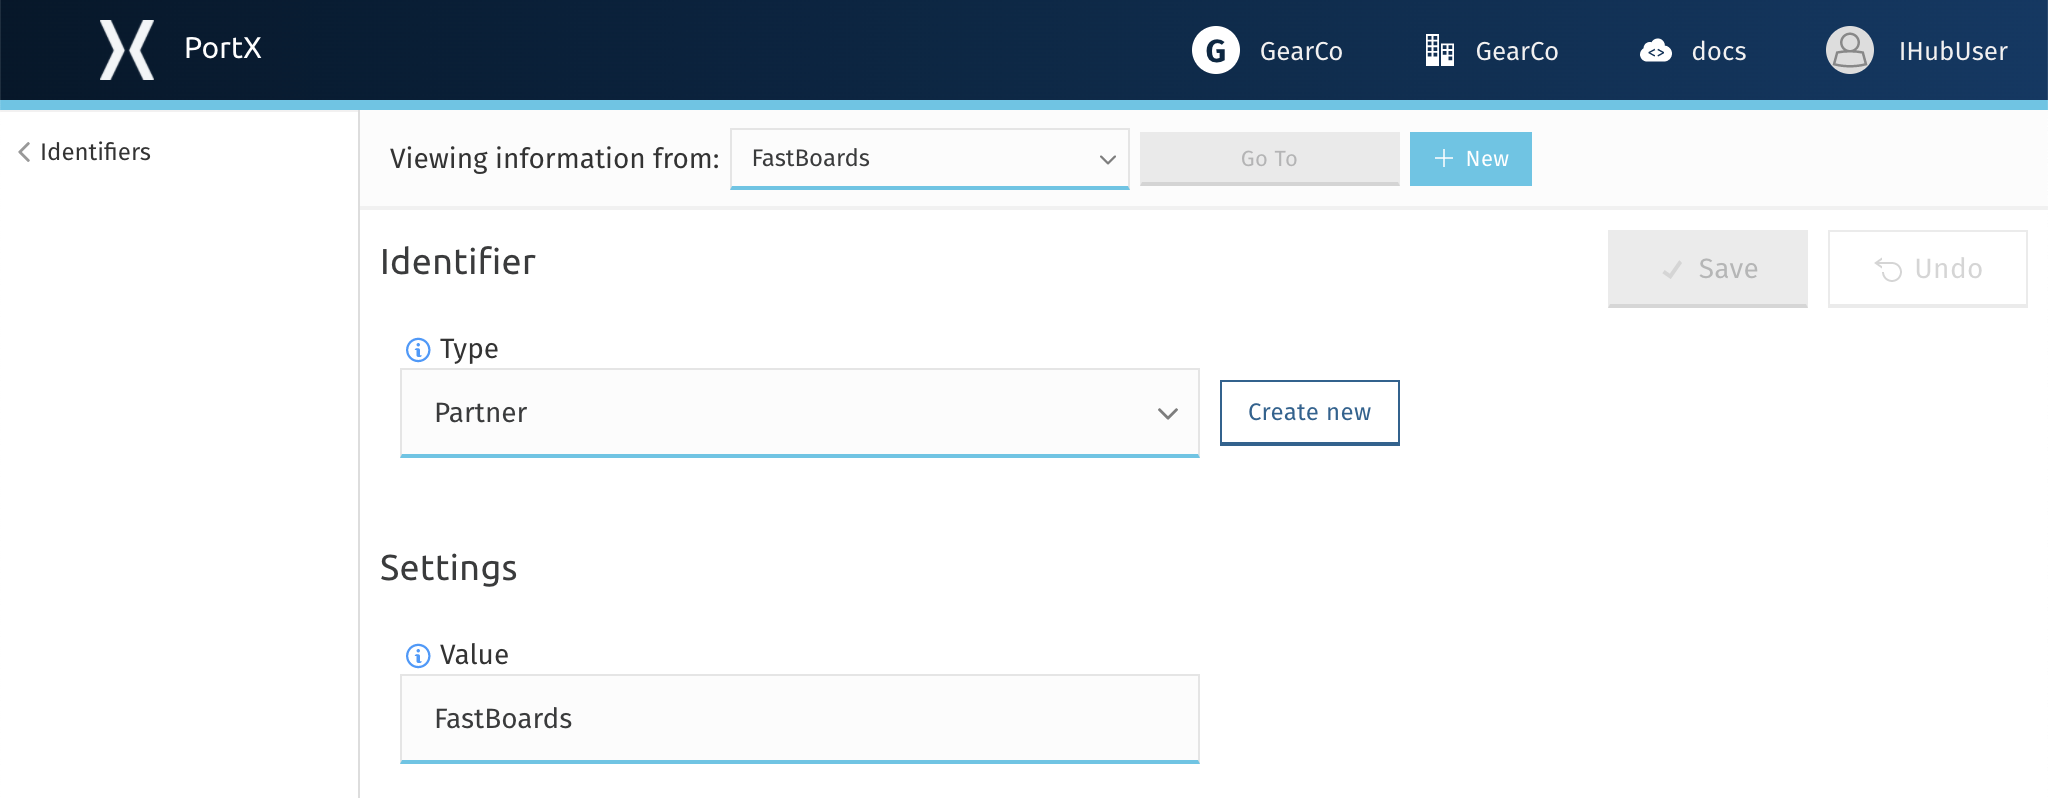 PortX
G GearCo
GearCo
docs
IHubUser
Identifiers
Viewing information from: FastBoards Go To + New
Identifier
Save
Undo
Type
Partner
Create new
Settings
Value
FastBoards